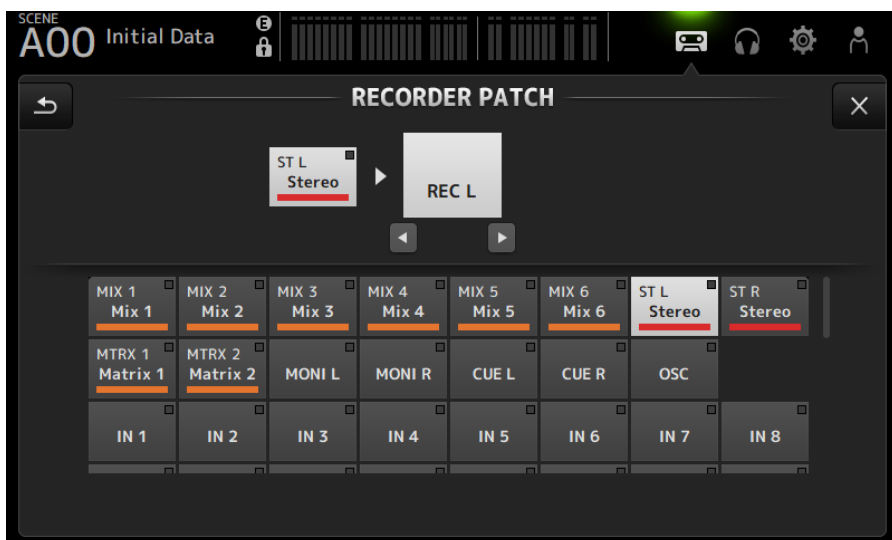 SCENE
A00 Initial Data
E
RECORDER PATCH
ST L
Stereo
REC L
MIX 1 MIX 2 MIX 3 MIX 4 MIX 5 MIX 6 ST L ST R
Mix 1 Mix 2 Mix 3 Mix 4 Mix 5 Mix 6 Stereo Stereo
MTRX 1 MTRX 2
Matrix 1 Matrix 2 MONI L MONI R CUE L CUE R OSC
IN 1 IN 2 IN 3 IN 4 IN 5 IN 6 IN 7 IN 8